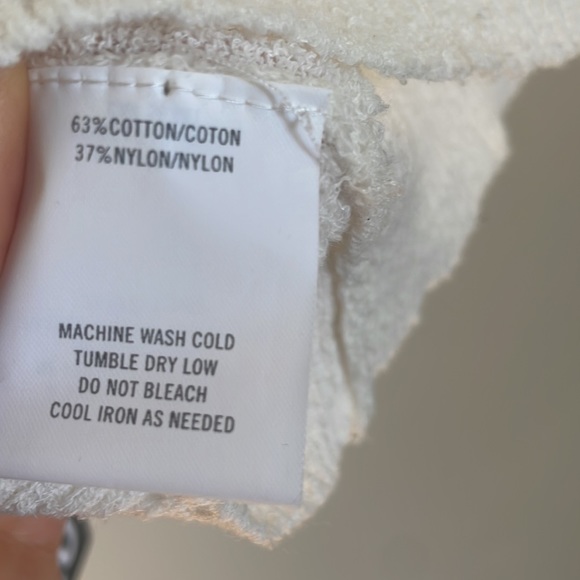 63%COTTON/COTON
37%NYLON/NYLON
MACHINE WASH COLD
TUMBLE DRY LOW
DO NOT BLEACH
COOL IRON AS NEEDED